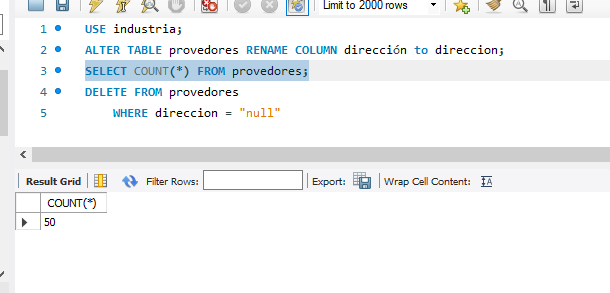 Limit to 2000 rows
1 USE industria;
2 ALTER TABLE provedores RENAME COLUMN dirección to direccion;
3 SELECT COUNT(*) FROM provedores;
4 DELETE FROM provedores
5 WHERE direccion = "null"
Result Grid Filter Rows: Export: Wrap Cell Content: IA
COUNT(*)
50